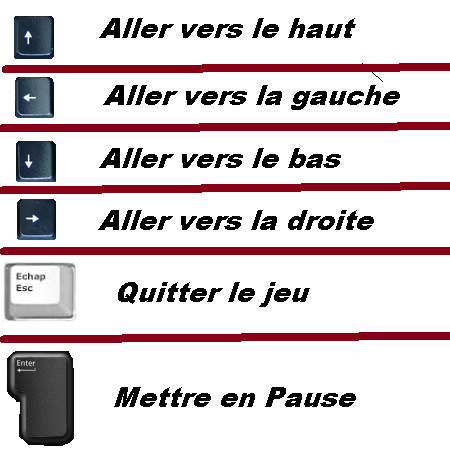 Aller vers le haut
Aller vers la gauche
Aller vers le bas
Aller vers la droite
Echap
Esc
Quitter le jeu
Enter
Mettre en Pause